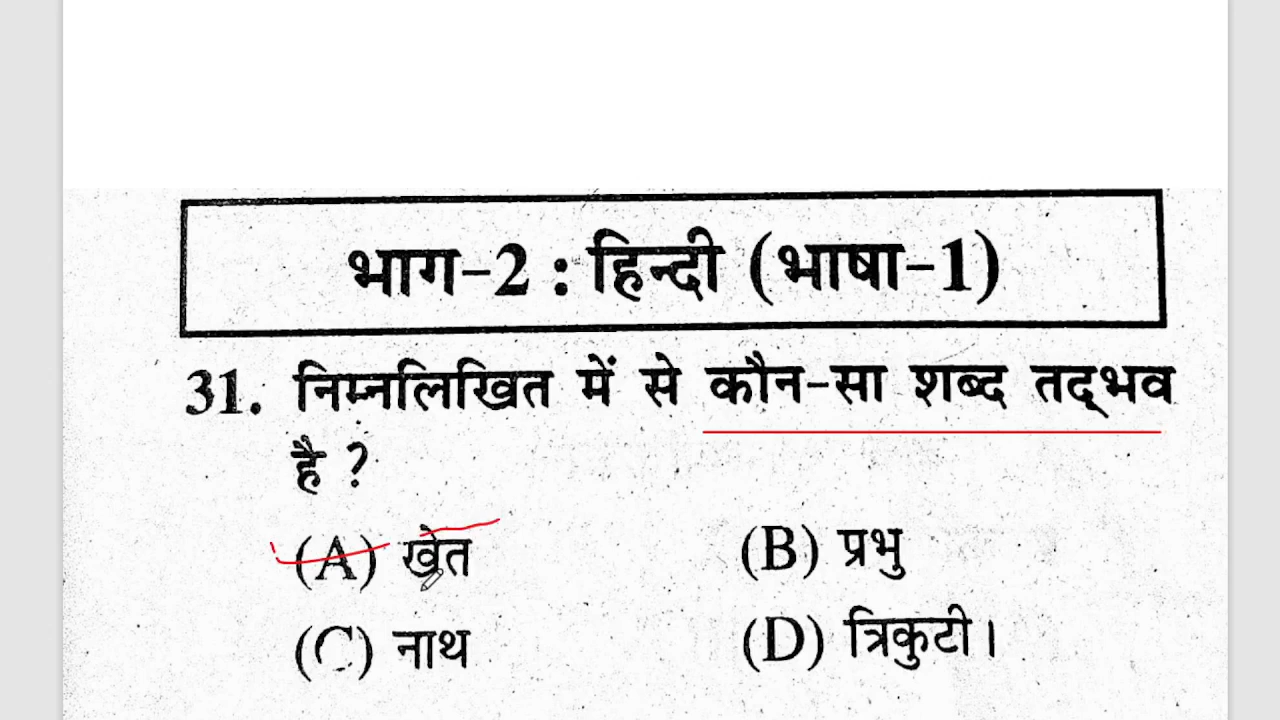 भाग-2 : हिन्दी (भाषा-1)
31. निम्नलिखित में से कौन-सा शब्द तद्भव
है ?
(A) खेत (B) प्रभु
(C) नाथ (D) त्रिकुटी।